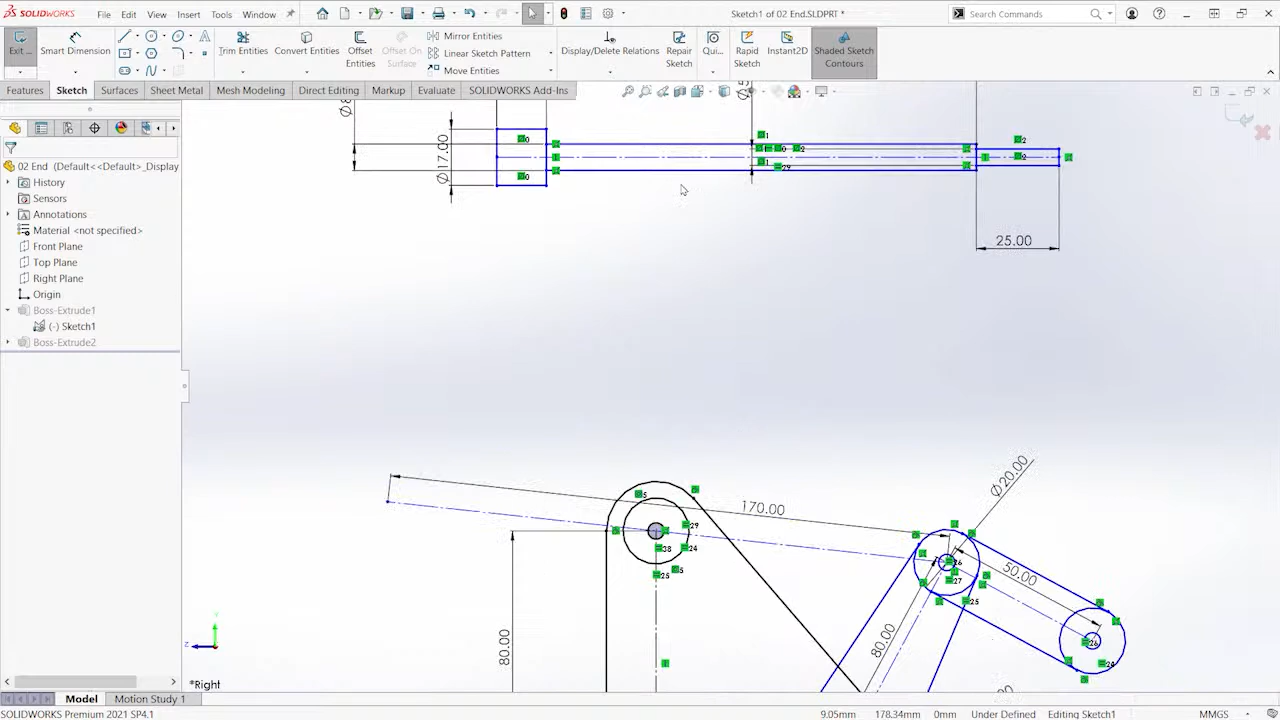 SOLIDWORKS File Edit View Insert Tools Window Sketch1 of 02 End.SLDPRT * Search Commands
Exit ... Smart Dimension Trim Entities Convert Entities Offset Entities Offset On Surface Mirror Entities Linear Sketch Pattern Move Entities Display/Delete Relations Repair Sketch Qui... Rapid Sketch Instant2D Shaded Sketch Contours
Features Sketch Surfaces Sheet Metal Mesh Modeling Direct Editing Markup Evaluate SOLIDWORKS Add-Ins
02 End (Default<<Default>_Display
History
Sensors
Annotations
Material <not specified>
Front Plane
Top Plane
Right Plane
Origin
Boss-Extrude1
(-) Sketch1
Boss-Extrude2
Ø17.00
25.00
170.00
Ø20.00
50.00
80.00
80.00
*Right
Model Motion Study 1
SOLIDWORKS Premium 2021 SP4.1 9.05mm 178.34mm 0mm Under Defined Editing Sketch1 MMGS